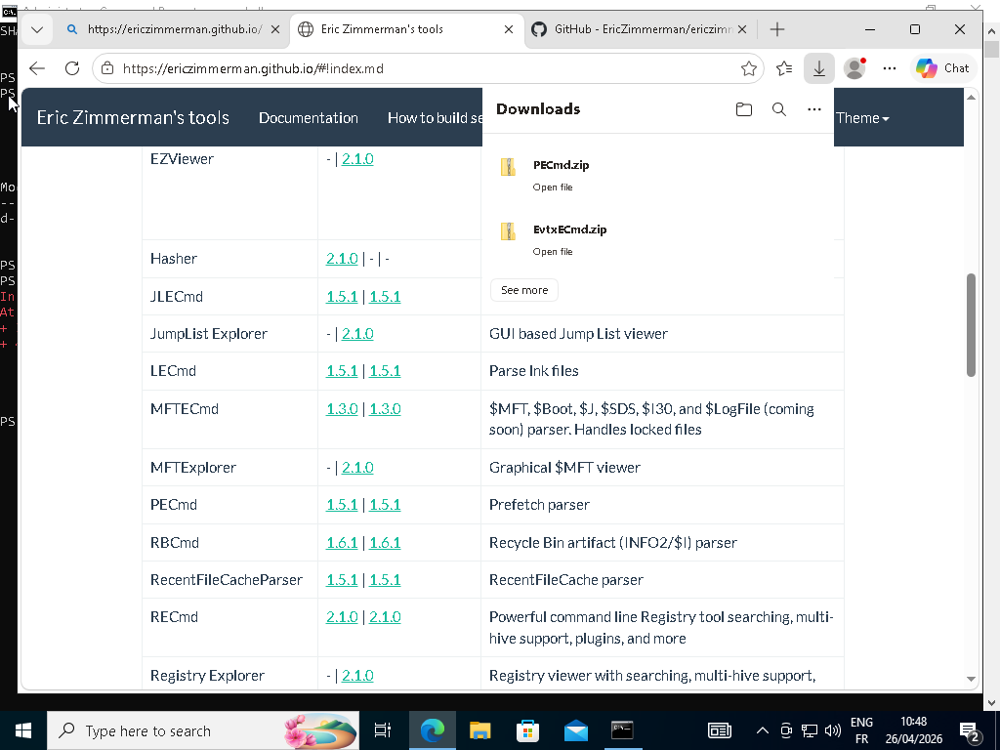 https://ericzimmerman.github.io/
Eric Zimmerman's tools
GitHub - EricZimmerman/ericzimm
https://ericzimmerman.github.io/#!index.md
Chat
Eric Zimmerman's tools
Documentation
How to build se
Theme
Downloads
PECmd.zip
Open file
EvtxECmd.zip
Open file
See more
EZViewer - | 2.1.0
Hasher 2.1.0 | - | -
JLECmd 1.5.1 | 1.5.1
JumpList Explorer - | 2.1.0 GUI based Jump List viewer
LECmd 1.5.1 | 1.5.1 Parse lnk files
MFTECmd 1.3.0 | 1.3.0 $MFT, $Boot, $J, $SDS, $I30, and $LogFile (coming
soon) parser. Handles locked files
MFTExplorer - | 2.1.0 Graphical $MFT viewer
PECmd 1.5.1 | 1.5.1 Prefetch parser
RBCmd 1.6.1 | 1.6.1 Recycle Bin artifact (INFO2/$I) parser
RecentFileCacheParser 1.5.1 | 1.5.1 RecentFileCache parser
RECmd 2.1.0 | 2.1.0 Powerful command line Registry tool searching, multi-
hive support, plugins, and more
Registry Explorer - | 2.1.0 Registry viewer with searching, multi-hive support,
SH
PS
PS
Mo
--
d-
PS
PS
In
At
+
+
PS
Type here to search
ENG
FR
10:48
26/04/2026
2